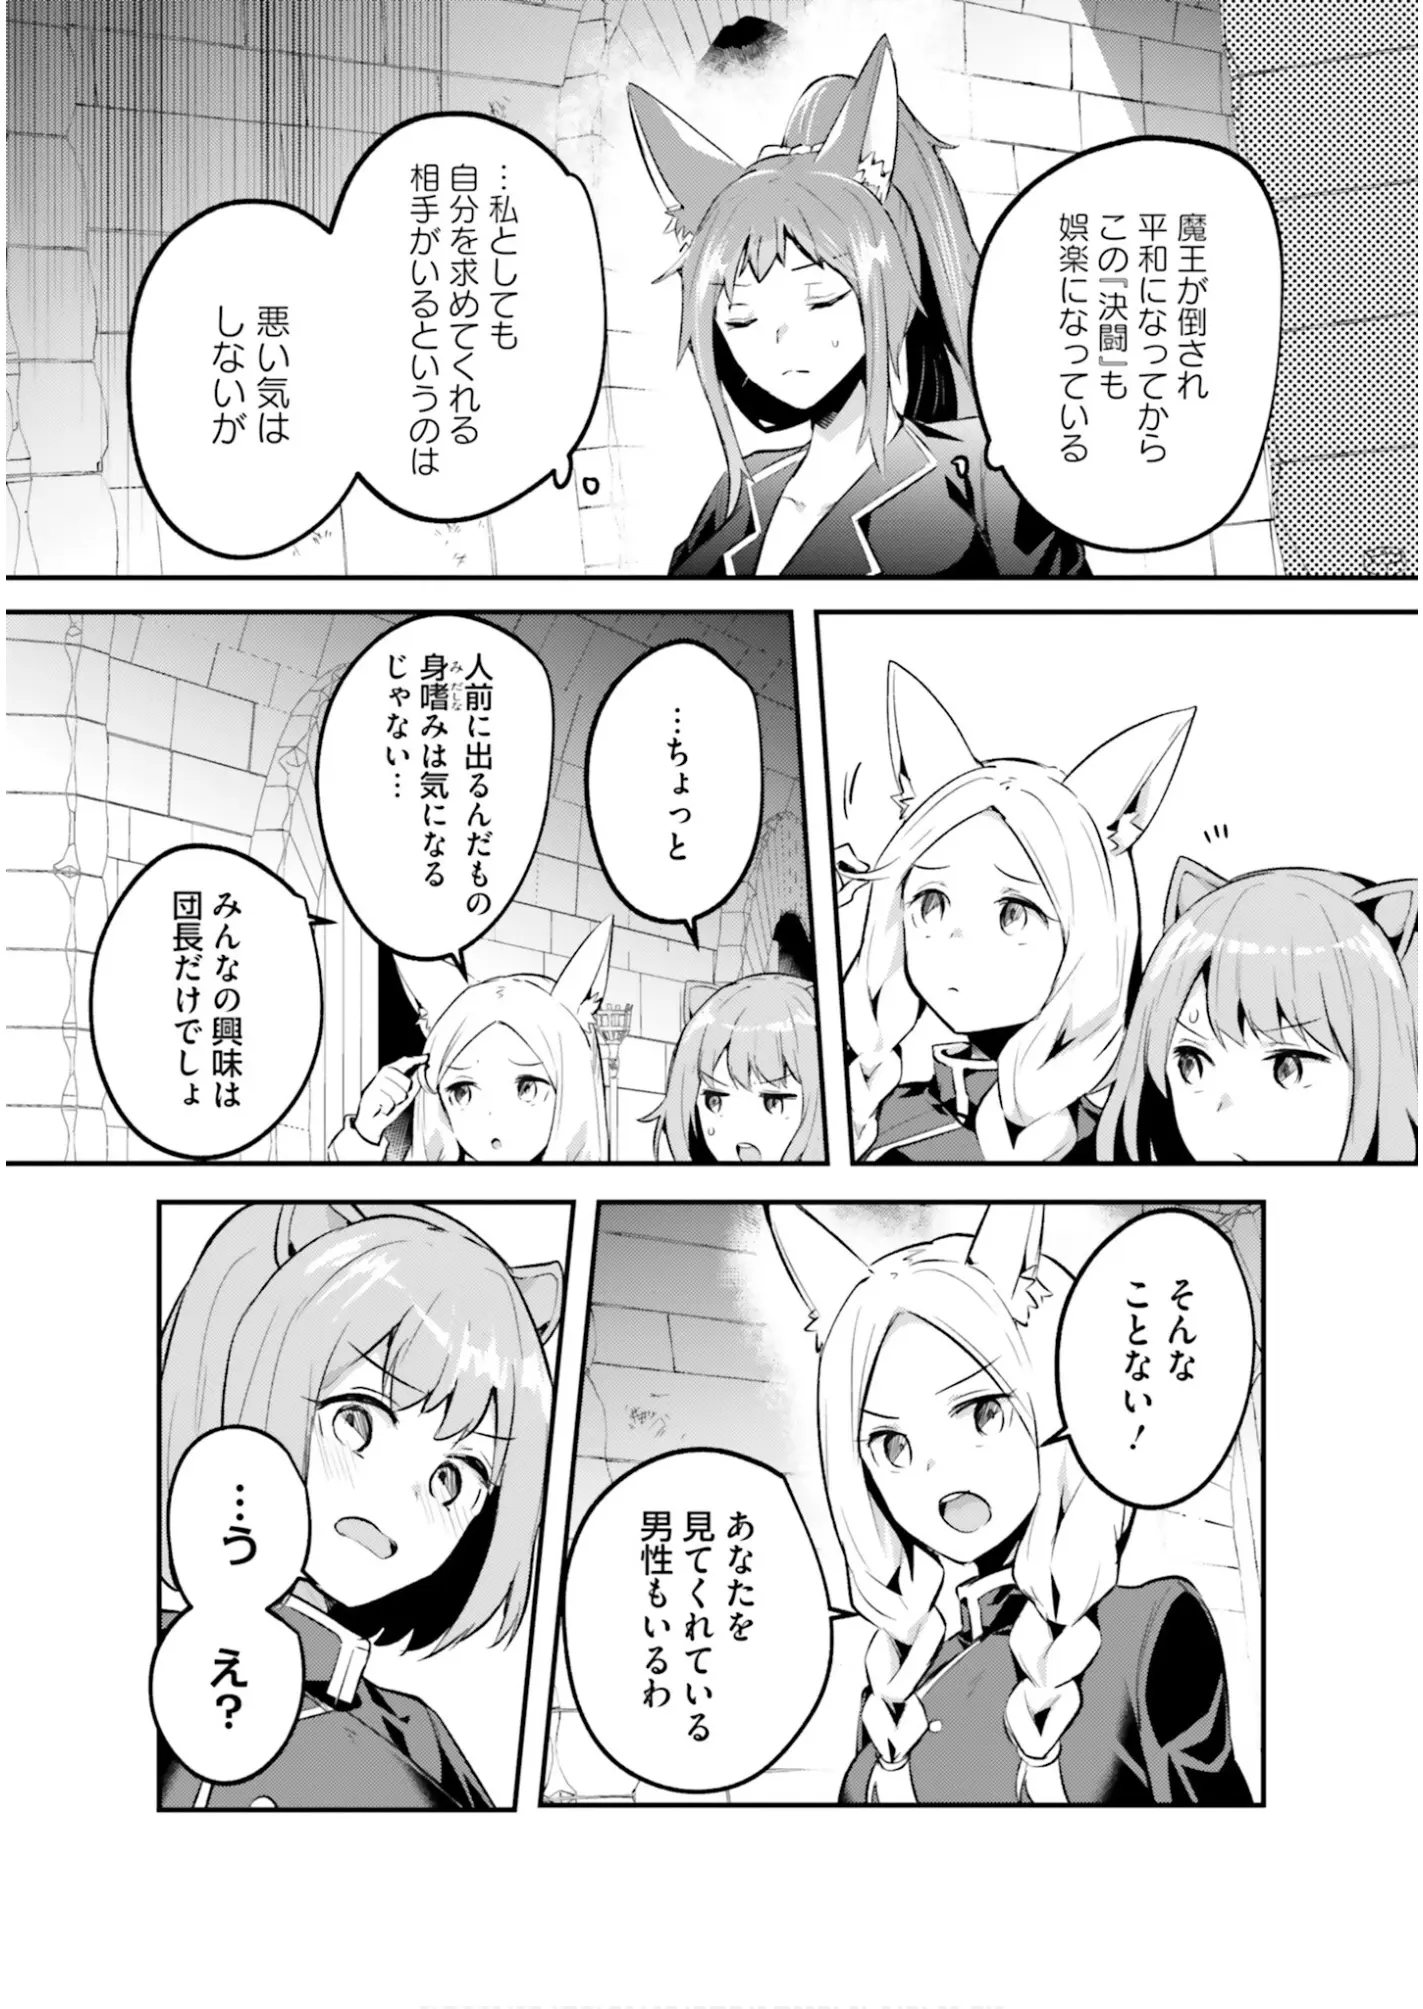 魔王が倒され
平和になってから
この『決闘』も
娯楽になっている
…私としても
自分を求めてくれる
相手がいるというのは
悪い気は
しないが
…ちょっと
人前に出るんだもの
身嗜みは気になる
みだしな
じゃない…
みんなの興味は
団長だけでしょ
そんな
ことない!
あなたを
見てくれている
男性もいるわ
…う
え?